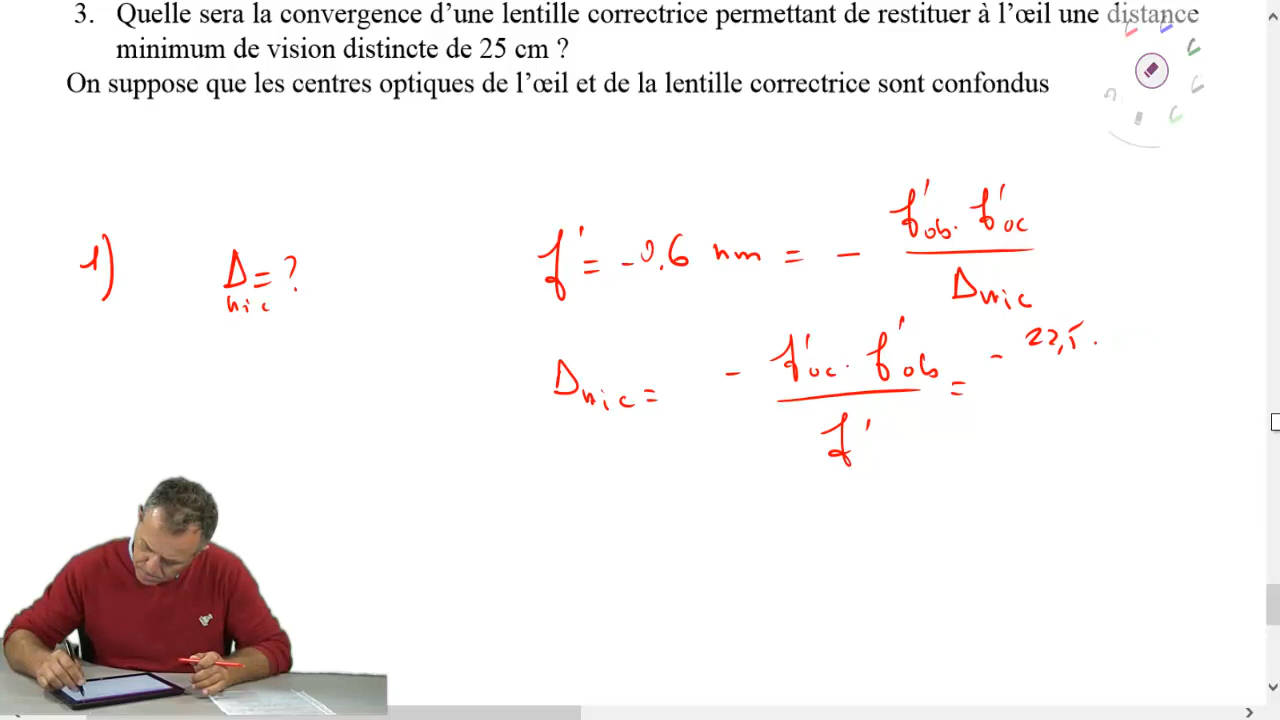 3. Quelle sera la convergence d’une lentille correctrice permettant de restituer à l’œil une distance
minimum de vision distincte de 25 cm ?
On suppose que les centres optiques de l’œil et de la lentille correctrice sont confondus
1) Δmic = ?
f' = -0.6 mm = - f'ob. f'oc / Δmic
Δmic = - f'oc. f'ob / f' = - 22,5.